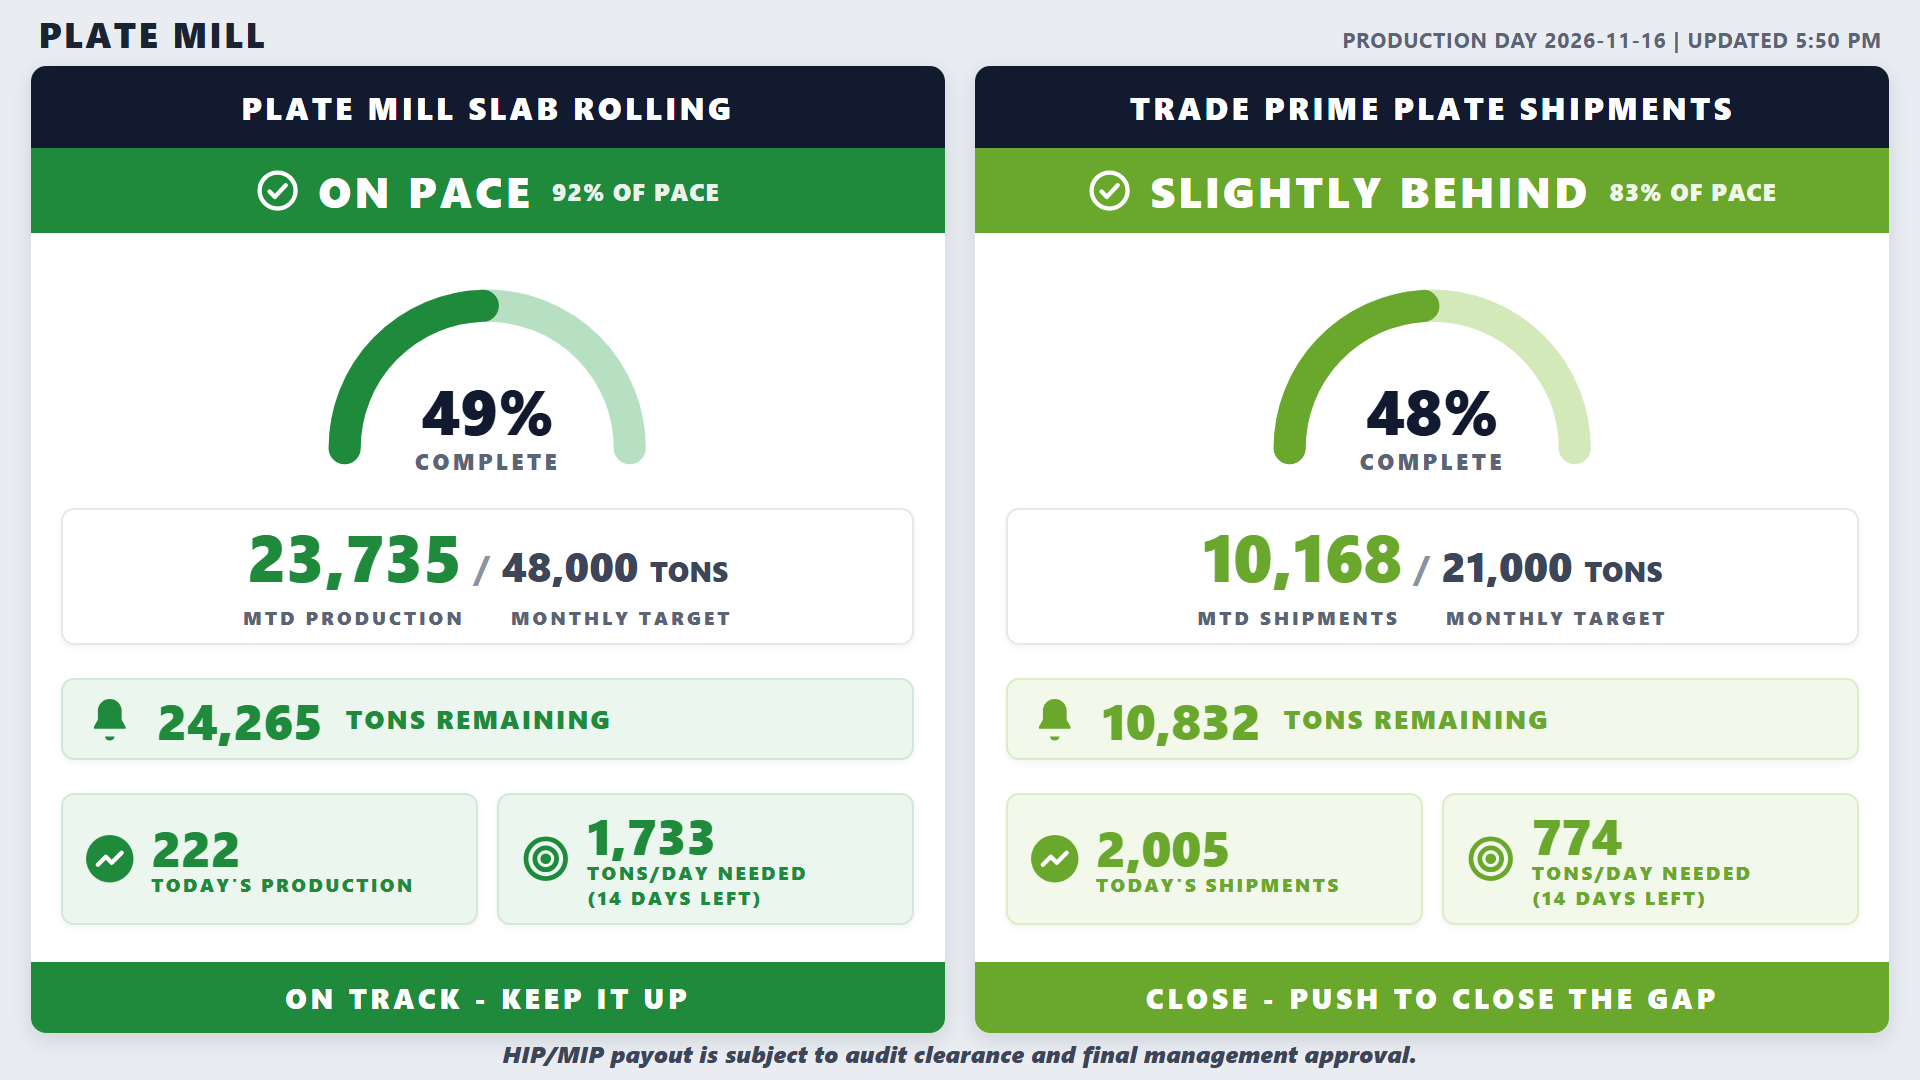 PLATE MILL
PRODUCTION DAY 2026-11-16 | UPDATED 5:50 PM
PLATE MILL SLAB ROLLING
ON PACE 92% OF PACE
49%
COMPLETE
23,735 / 48,000 TONS
MTD PRODUCTION MONTHLY TARGET
24,265 TONS REMAINING
222
TODAY'S PRODUCTION
1,733
TONS/DAY NEEDED
(14 DAYS LEFT)
ON TRACK - KEEP IT UP
TRADE PRIME PLATE SHIPMENTS
SLIGHTLY BEHIND 83% OF PACE
48%
COMPLETE
10,168 / 21,000 TONS
MTD SHIPMENTS MONTHLY TARGET
10,832 TONS REMAINING
2,005
TODAY'S SHIPMENTS
774
TONS/DAY NEEDED
(14 DAYS LEFT)
CLOSE - PUSH TO CLOSE THE GAP
HIP/MIP payout is subject to audit clearance and final management approval.